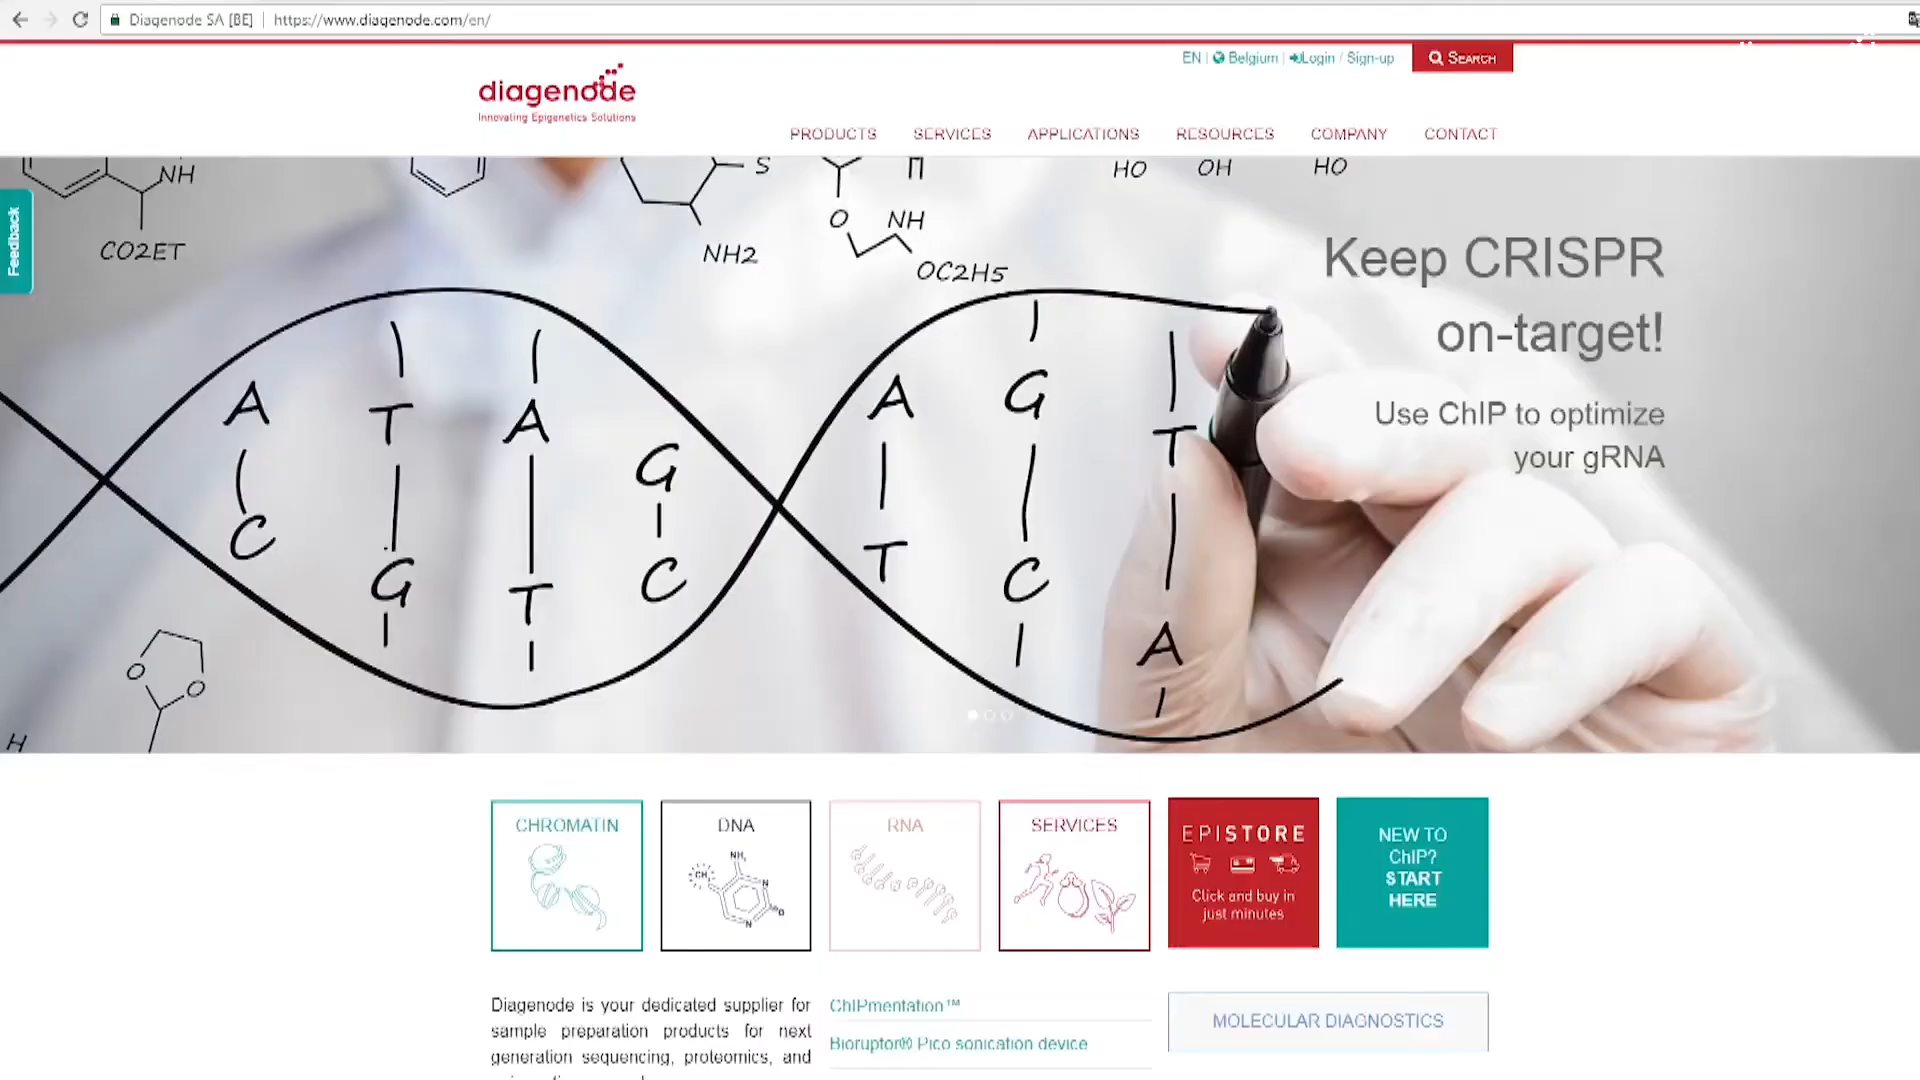 Diagenode SA [BE] | https://www.diagenode.com/en/
EN | Belgium | Login / Sign-up
SEARCH
diagenode
Innovating Epigenetics Solutions
PRODUCTS SERVICES APPLICATIONS RESOURCES COMPANY CONTACT
Feedback
NH
CO2ET
S
NH2
O
NH
OC2H5
HO OH HO
Keep CRISPR
on-target!
Use ChIP to optimize
your gRNA
A T A G A G T
C G T C T C A
O
O
H
CHROMATIN
DNA
NH2
CH3
N
N
O
RNA
SERVICES
EPISTORE
Click and buy in
just minutes
NEW TO
ChIP?
START
HERE
Diagenode is your dedicated supplier for
sample preparation products for next
generation sequencing, proteomics, and
ChIPmentation™
Bioruptor® Pico sonication device
MOLECULAR DIAGNOSTICS